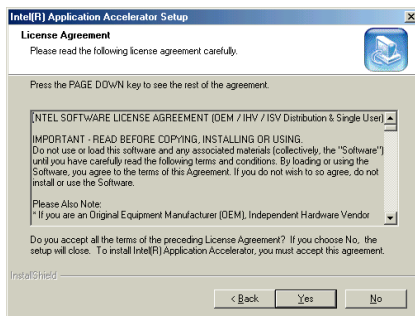 Intel(R) Application Accelerator Setup
License Agreement
Please read the following license agreement carefully.
Press the PAGE DOWN key to see the rest of the agreement.
INTEL SOFTWARE LICENSE AGREEMENT (OEM / IHV / ISV Distribution & Single User)
IMPORTANT - READ BEFORE COPYING, INSTALLING OR USING.
Do not use or load this software and any associated materials (collectively, the "Software")
until you have carefully read the following terms and conditions. By loading or using the
Software, you agree to the terms of this Agreement. If you do not wish to so agree, do not
install or use the Software.
Please Also Note:
* If you are an Original Equipment Manufacturer (OEM), Independent Hardware Vendor
Do you accept all the terms of the preceding License Agreement? If you choose No, the
setup will close. To install Intel(R) Application Accelerator, you must accept this agreement.
InstallShield
< Back Yes No